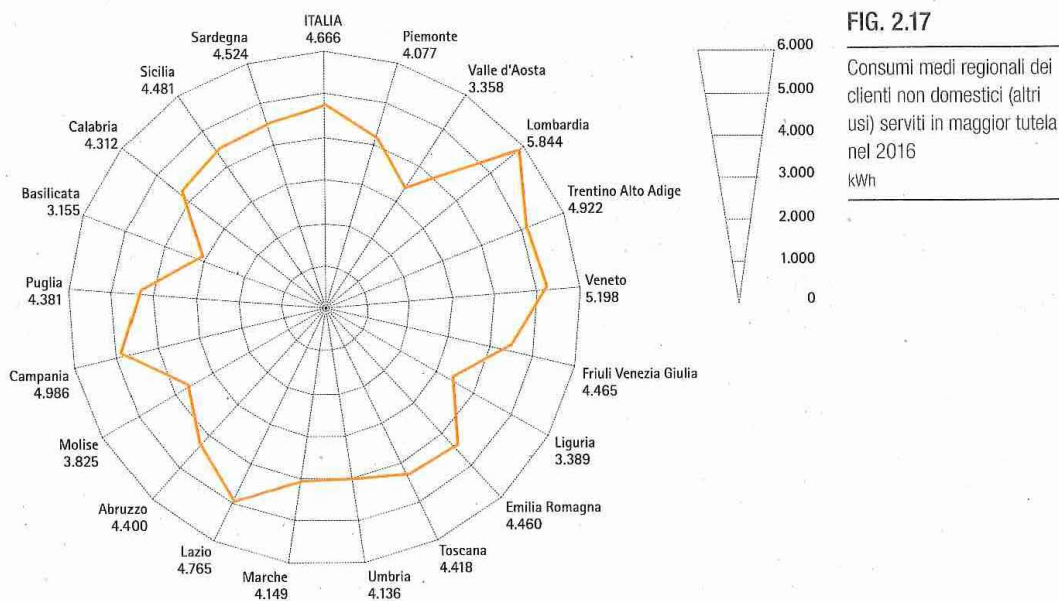 ITALIA
4.666
Piemonte
4.077
Valle d'Aosta
3.358
Lombardia
5.844
Trentino Alto Adige
4.922
Veneto
5.198
Friuli Venezia Giulia
4.465
Liguria
3.389
Emilia Romagna
4.460
Toscana
4.418
Umbria
4.136
Marche
4.149
Lazio
4.765
Abruzzo
4.400
Molise
3.825
Campania
4.986
Puglia
4.381
Basilicata
3.155
Calabria
4.312
Sicilia
4.481
Sardegna
4.524
6.000
5.000
4.000
3.000
2.000
1.000
0
FIG. 2.17
Consumi medi regionali dei
clienti non domestici (altri
usi) serviti in maggior tutela
nel 2016
kWh